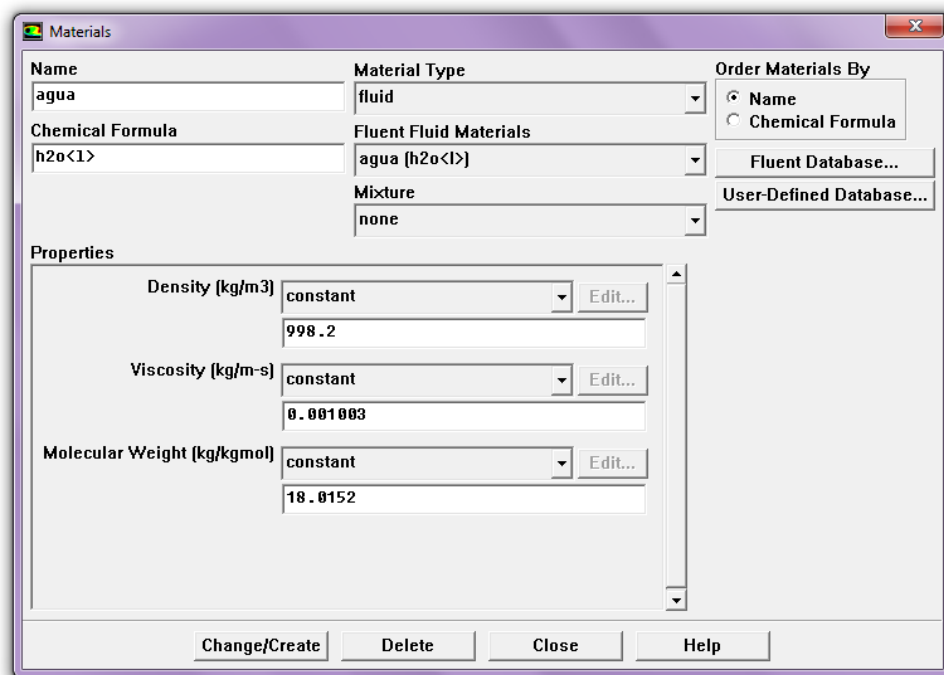 Materials
Name
agua
Chemical Formula
h2o<l>
Material Type
fluid
Fluent Fluid Materials
agua (h2o<l>)
Mixture
none
Order Materials By
Name
Chemical Formula
Fluent Database...
User-Defined Database...
Properties
Density (kg/m3) constant Edit...
998.2
Viscosity (kg/m-s) constant Edit...
0.001003
Molecular Weight (kg/kgmol) constant Edit...
18.0152
Change/Create Delete Close Help